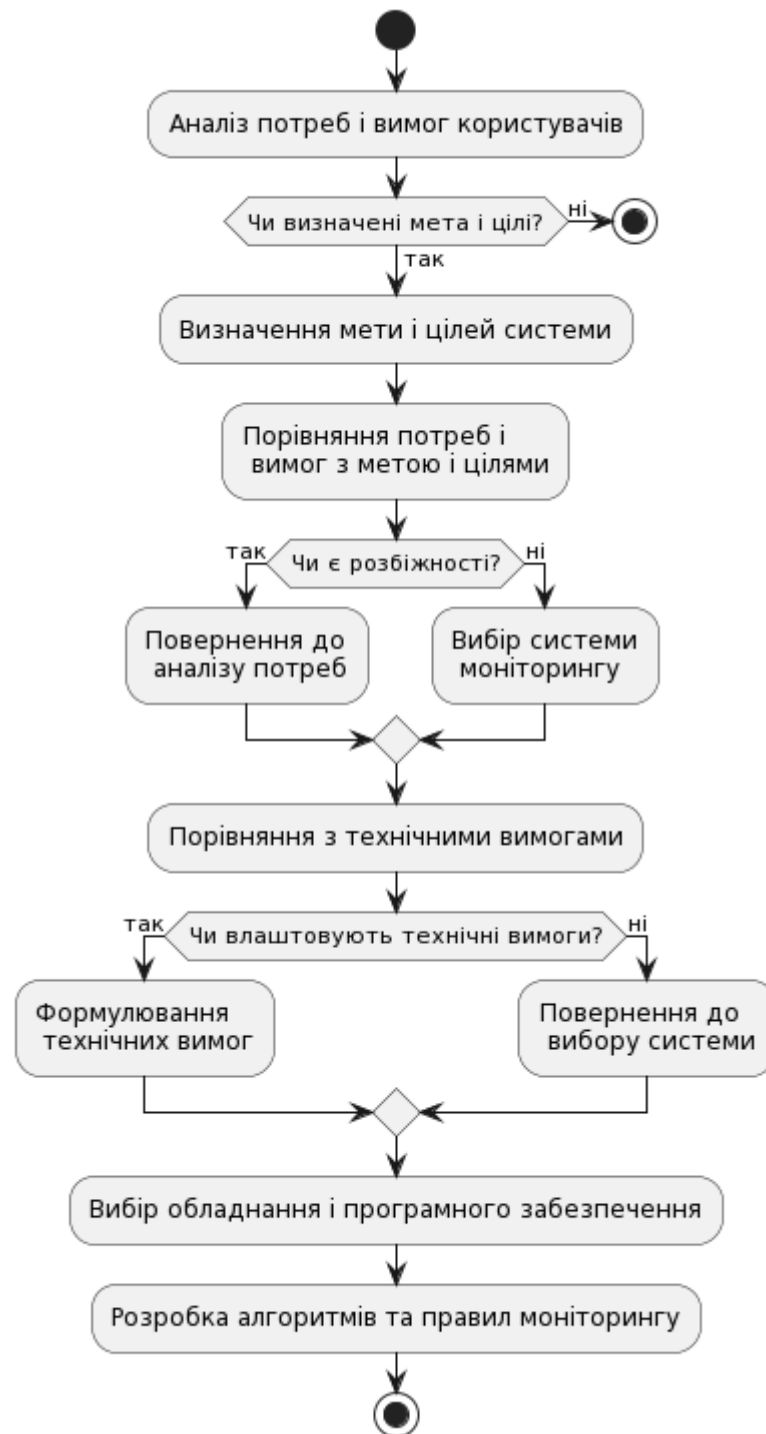 Аналіз потреб і вимог користувачів
Чи визначені мета і цілі?
ні
так
Визначення мети і цілей системи
Порівняння потреб і
вимог з метою і цілями
так
Чи є розбіжності?
ні
Повернення до
аналізу потреб
Вибір системи
моніторингу
Порівняння з технічними вимогами
так
Чи влаштовують технічні вимоги?
ні
Формулювання
технічних вимог
Повернення до
вибору системи
Вибір обладнання і програмного забезпечення
Розробка алгоритмів та правил моніторингу